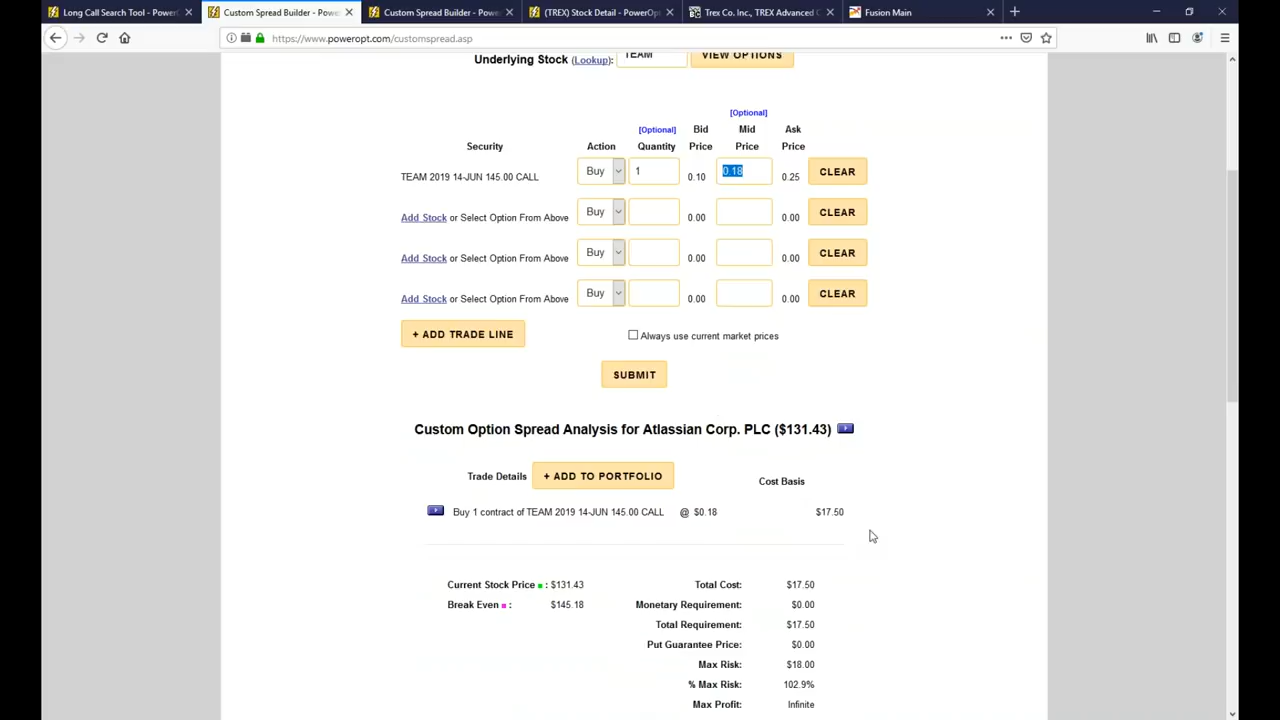 Long Call Search Tool - PowerO
Custom Spread Builder - Powe
Custom Spread Builder - Power
(TREX) Stock Detail - PowerOpt
Trex Co. Inc., TREX Advanced C
Fusion Main
https://www.poweropt.com/customspread.asp
Underlying Stock (Lookup): TEAM VIEW OPTIONS
[Optional]
[Optional] Bid Mid Ask
Security Action Quantity Price Price Price
TEAM 2019 14-JUN 145.00 CALL Buy 1 0.10 0.18 0.25 CLEAR
Add Stock or Select Option From Above Buy 0.00 0.00 CLEAR
Add Stock or Select Option From Above Buy 0.00 0.00 CLEAR
Add Stock or Select Option From Above Buy 0.00 0.00 CLEAR
+ ADD TRADE LINE Always use current market prices
SUBMIT
Custom Option Spread Analysis for Atlassian Corp. PLC ($131.43)
Trade Details + ADD TO PORTFOLIO Cost Basis
Buy 1 contract of TEAM 2019 14-JUN 145.00 CALL @ $0.18 $17.50
Current Stock Price : $131.43 Total Cost: $17.50
Break Even : $145.18 Monetary Requirement: $0.00
Total Requirement: $17.50
Put Guarantee Price: $0.00
Max Risk: $18.00
% Max Risk: 102.9%
Max Profit: Infinite